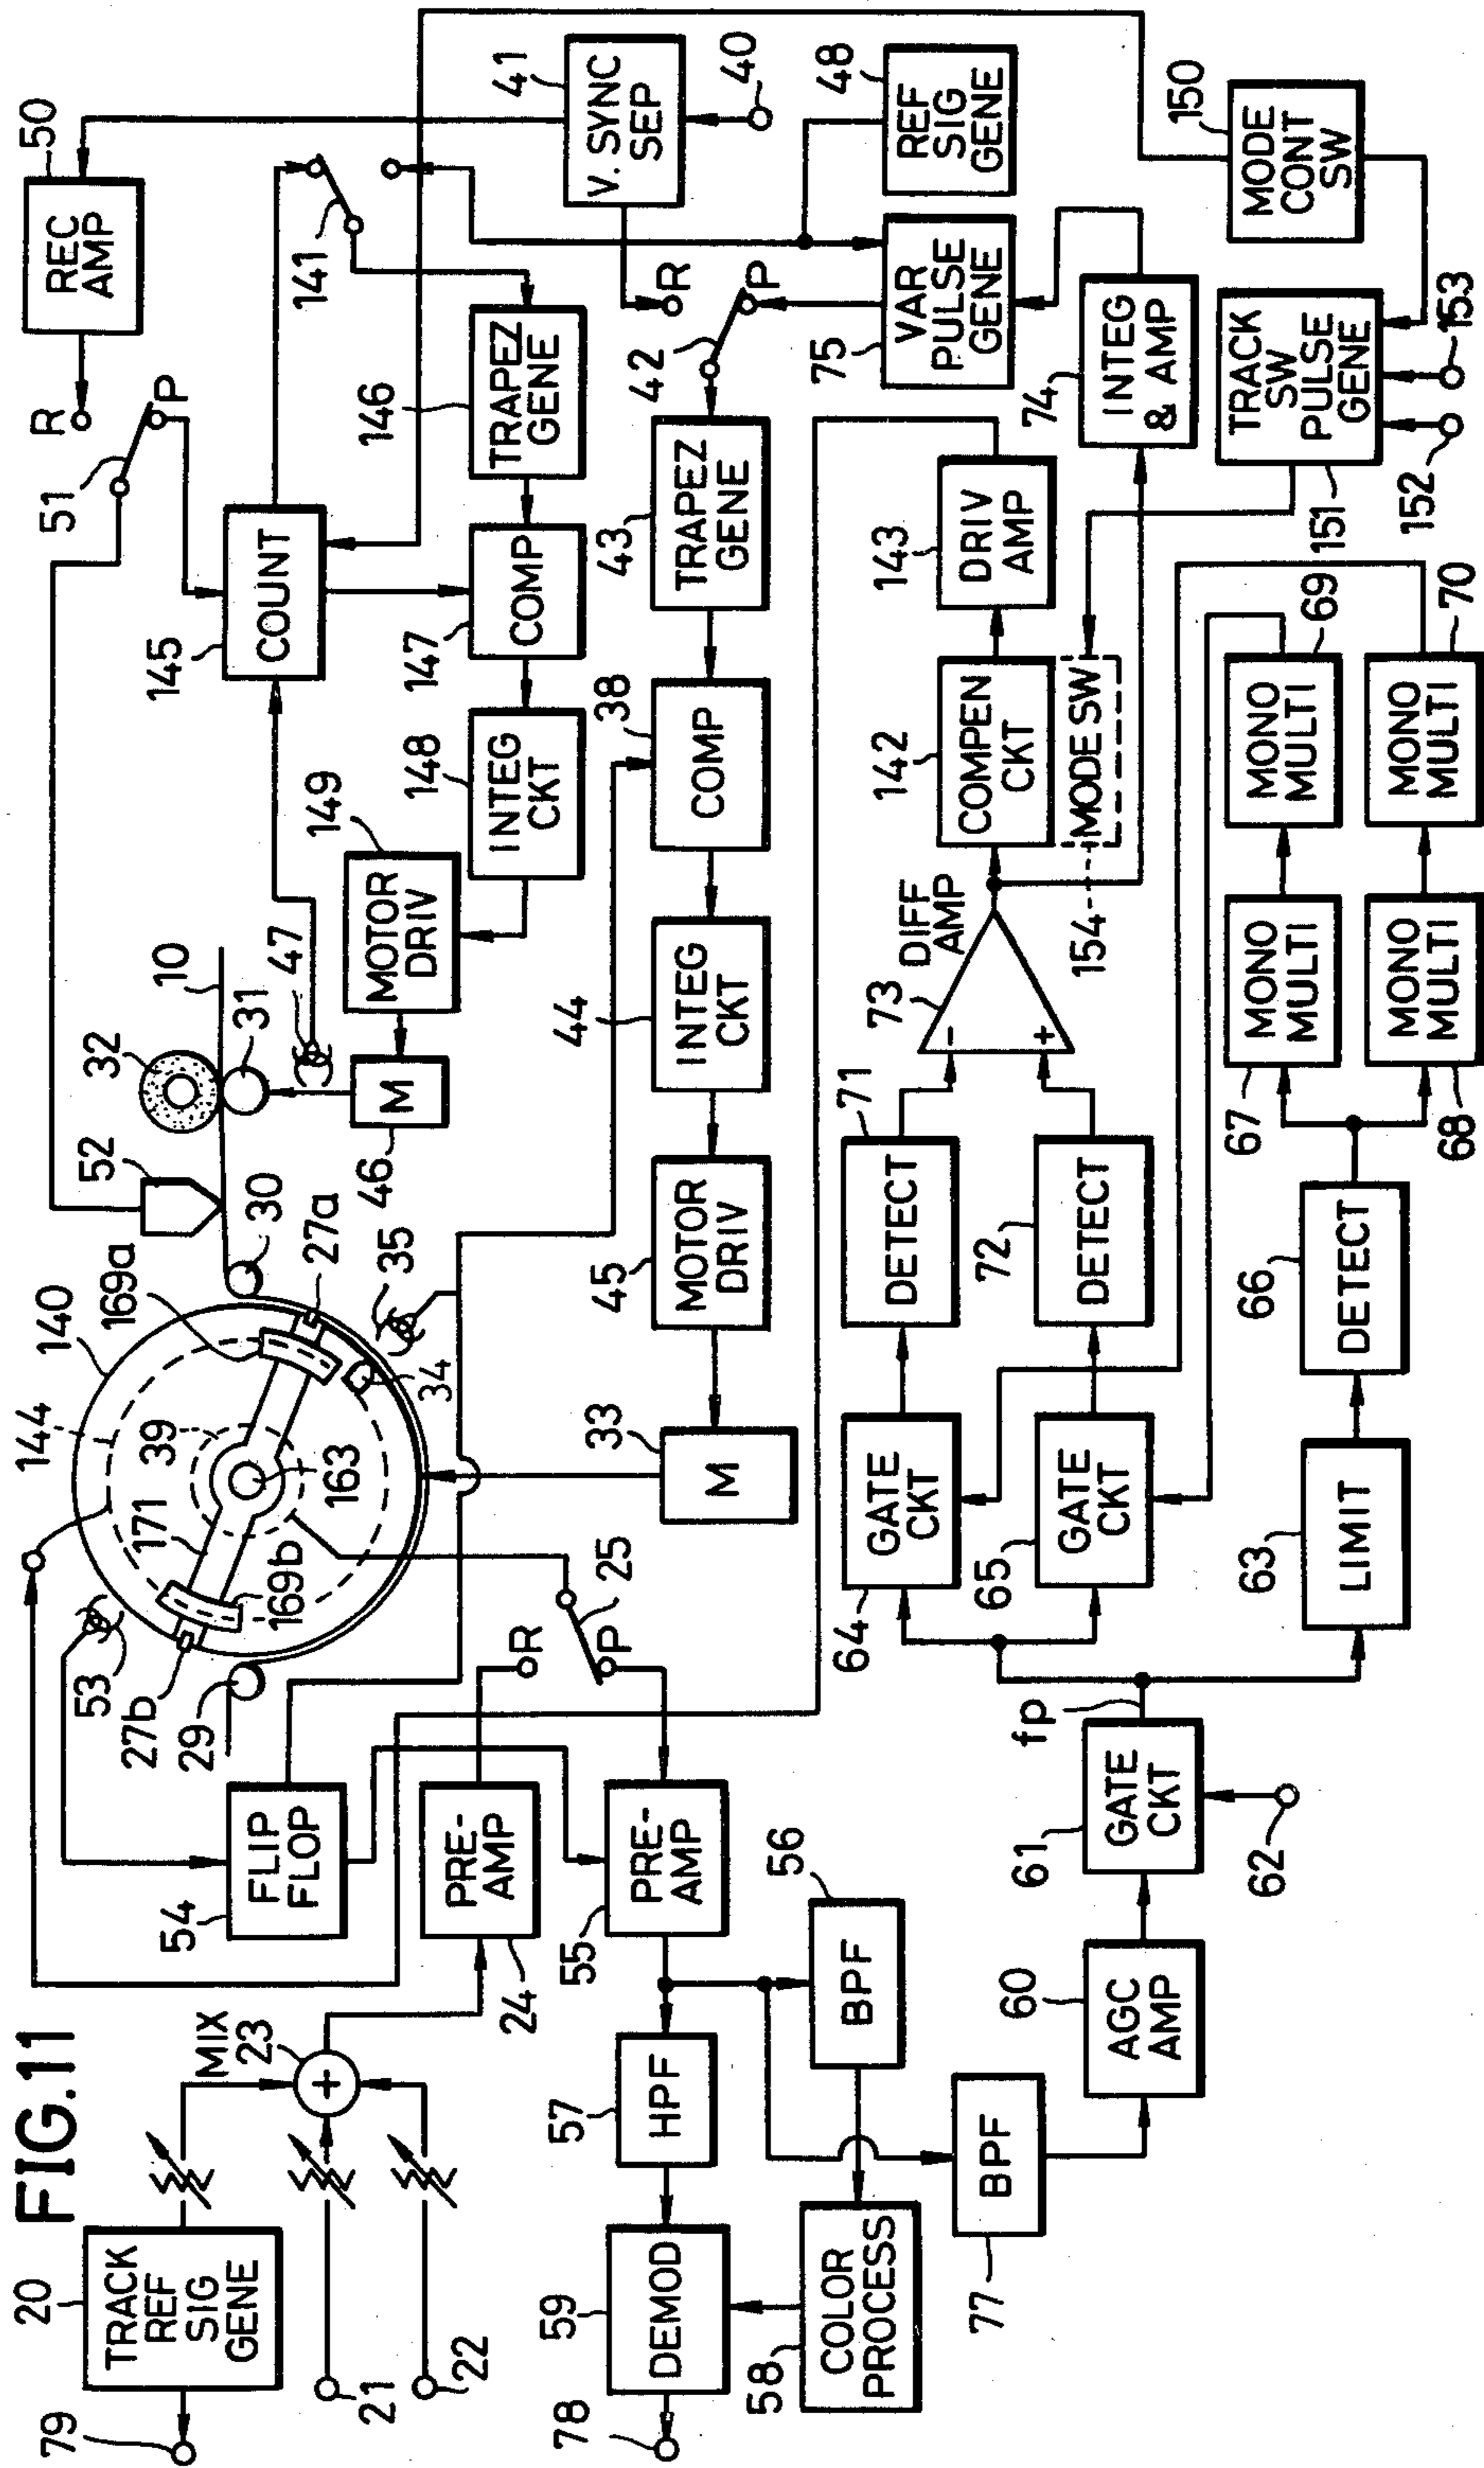 FIG.11
79
20
TRACK
REF
SIG
GENE
21
22
MIX
23
24
PRE-
AMP
54
FLIP
FLOP
53
27b
29
169b
171
144
39
163
140
169a
27a
30
34
35
52
32
31
10
47
46
M
149
MOTOR
DRIV
148
INTEG
CKT
147
COMP
146
TRAPEZ
GENE
145
COUNT
51
R
P
50
REC
AMP
141
41
V. SYNC
SEP
40
48
REF
SIG
GENE
42
R
P
75
VAR
PULSE
GENE
43
TRAPEZ
GENE
38
COMP
44
INTEG
CKT
45
MOTOR
DRIV
33
M
25
R
P
55
PRE-
AMP
56
BPF
57
HPF
59
DEMOD
78
58
COLOR
PROCESS
77
BPF
60
AGC
AMP
61
GATE
CKT
62
fp
64
GATE
CKT
65
GATE
CKT
63
LIMIT
66
DETECT
71
DETECT
72
DETECT
73
DIFF
AMP
-
+
142
COMPEN
CKT
154
MODE SW
143
DRIV
AMP
74
INTEG
& AMP
150
MODE
CONT
SW
151
TRACK
SW
PULSE
GENE
152
153
67
MONO
MULTI
68
MONO
MULTI
69
MONO
MULTI
70
MONO
MULTI